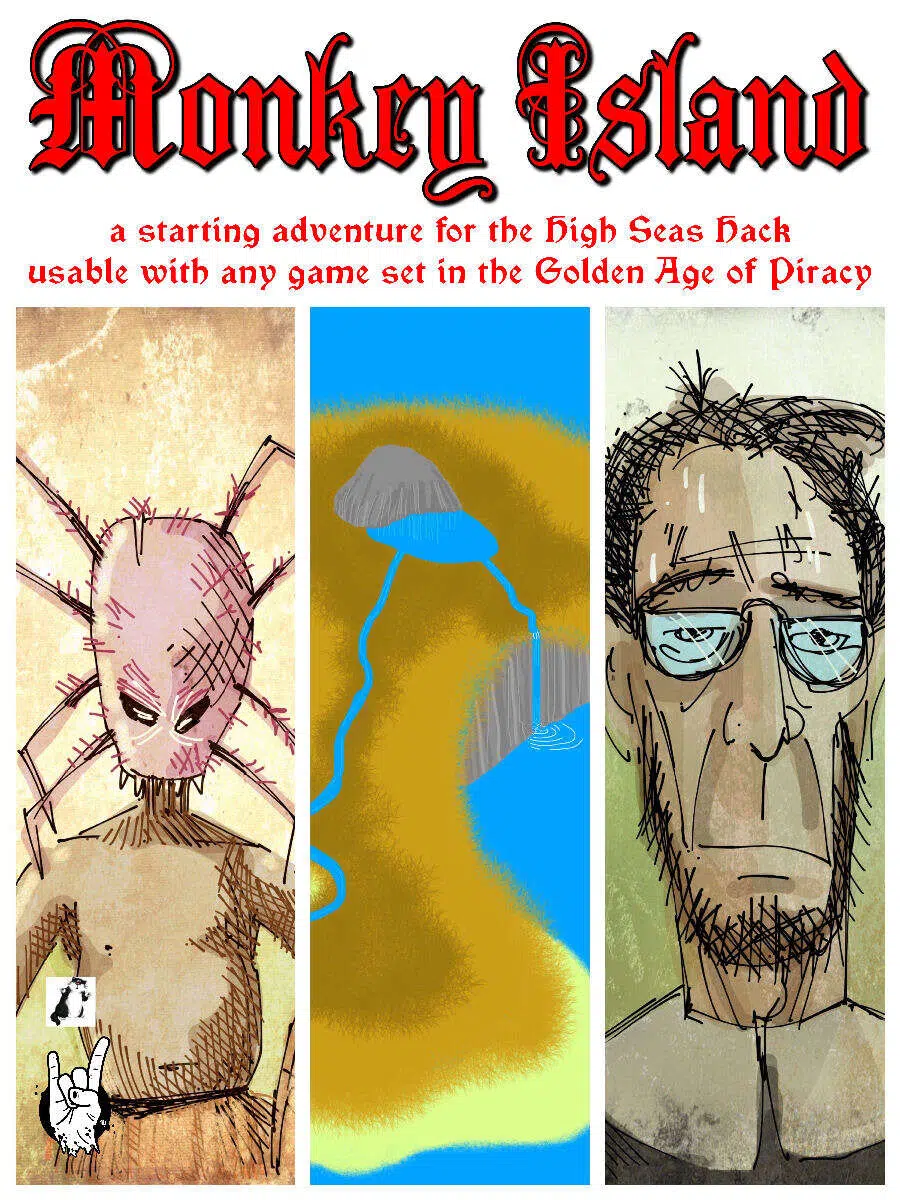 Monkey Island
a starting adventure for the High Seas Hack
usable with any game set in the Golden Age of Piracy